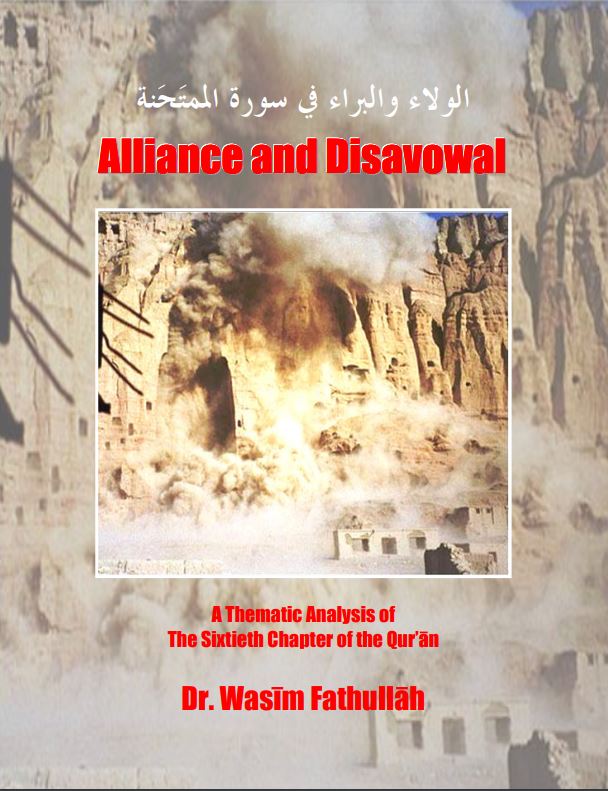 الولاء والبراء في سورة الممتَحَنة
Alliance and Disavowal
A Thematic Analysis of
The Sixtieth Chapter of the Qur'ān
Dr. Wasīm Fathullāh